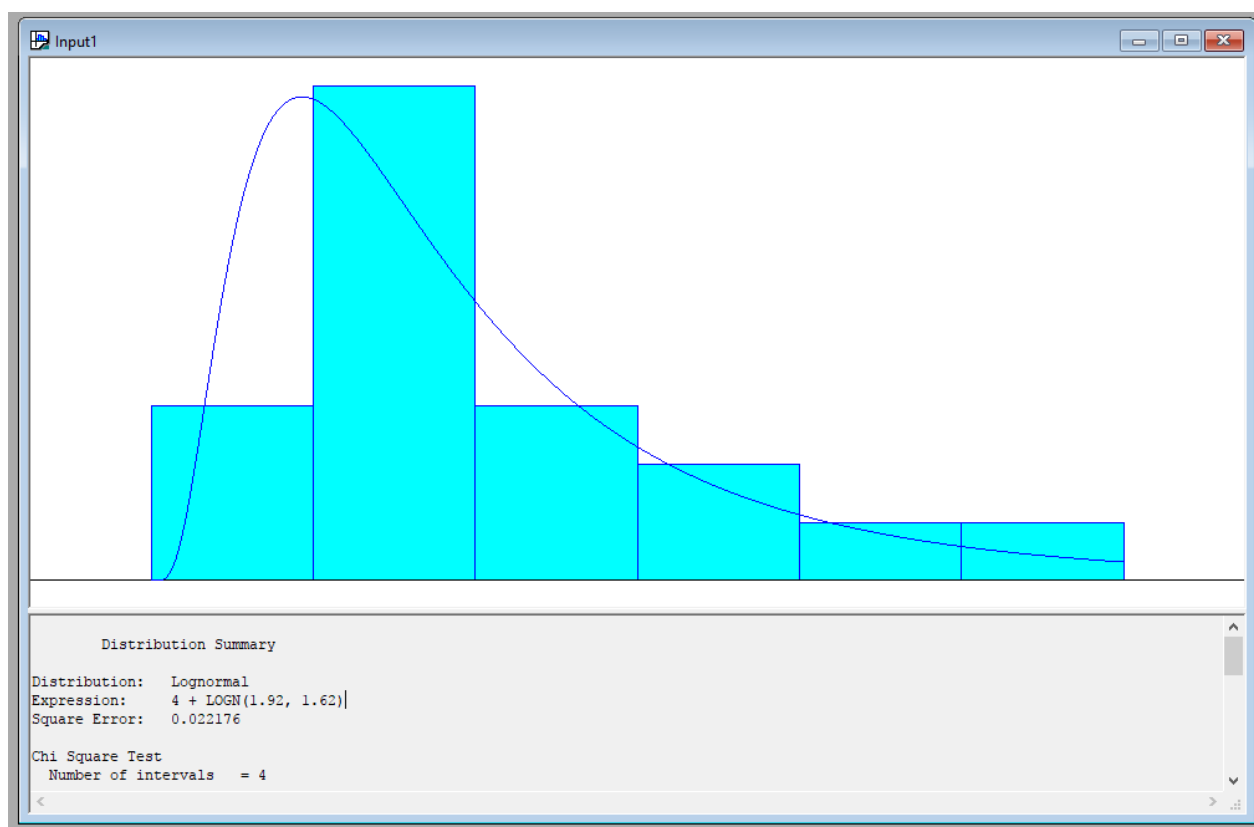 Input1
Distribution Summary
Distribution: Lognormal
Expression: 4 + LOGN(1.92, 1.62)
Square Error: 0.022176
Chi Square Test
Number of intervals = 4